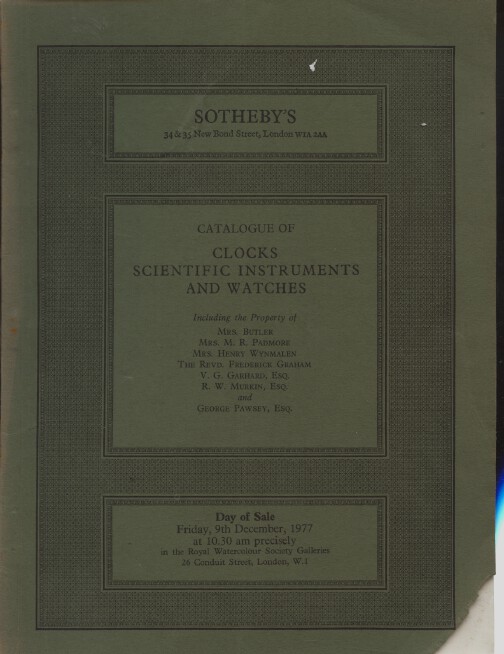 SOTHEBY'S
34 & 35 New Bond Street, London W1A 2AA
CATALOGUE OF
CLOCKS
SCIENTIFIC INSTRUMENTS
AND WATCHES
Including the Property of
MRS. BUTLER
MRS. M. R. PADMORE
MRS. HENRY WYNMALEN
THE REVD. FREDERICK GRAHAM
V. G. GERHARD, ESQ.
R. W. MURKIN, ESQ.
and
GEORGE PAWSEY, ESQ.
Day of Sale
Friday, 9th December, 1977
at 10.30 am precisely
in the Royal Watercolour Society Galleries
26 Conduit Street, London, W.1